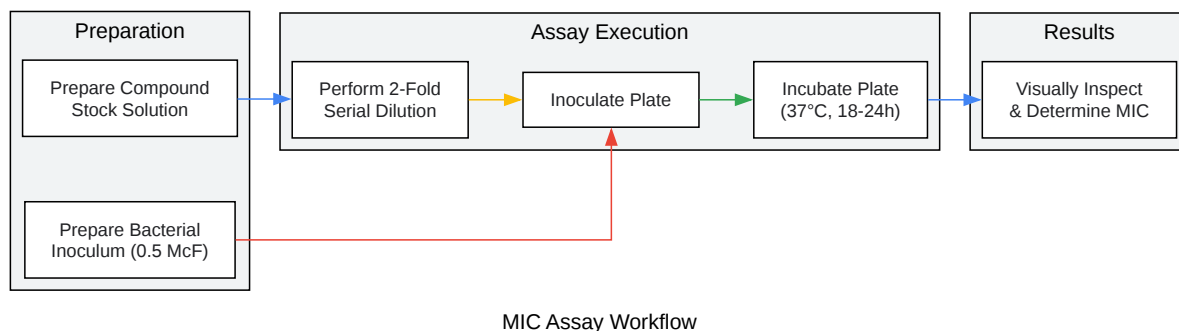 Preparation
Prepare Compound
Stock Solution
Prepare Bacterial
Inoculum (0.5 McF)
Assay Execution
Perform 2-Fold
Serial Dilution
Inoculate Plate
Incubate Plate
(37°C, 18-24h)
Results
Visually Inspect
& Determine MIC
MIC Assay Workflow